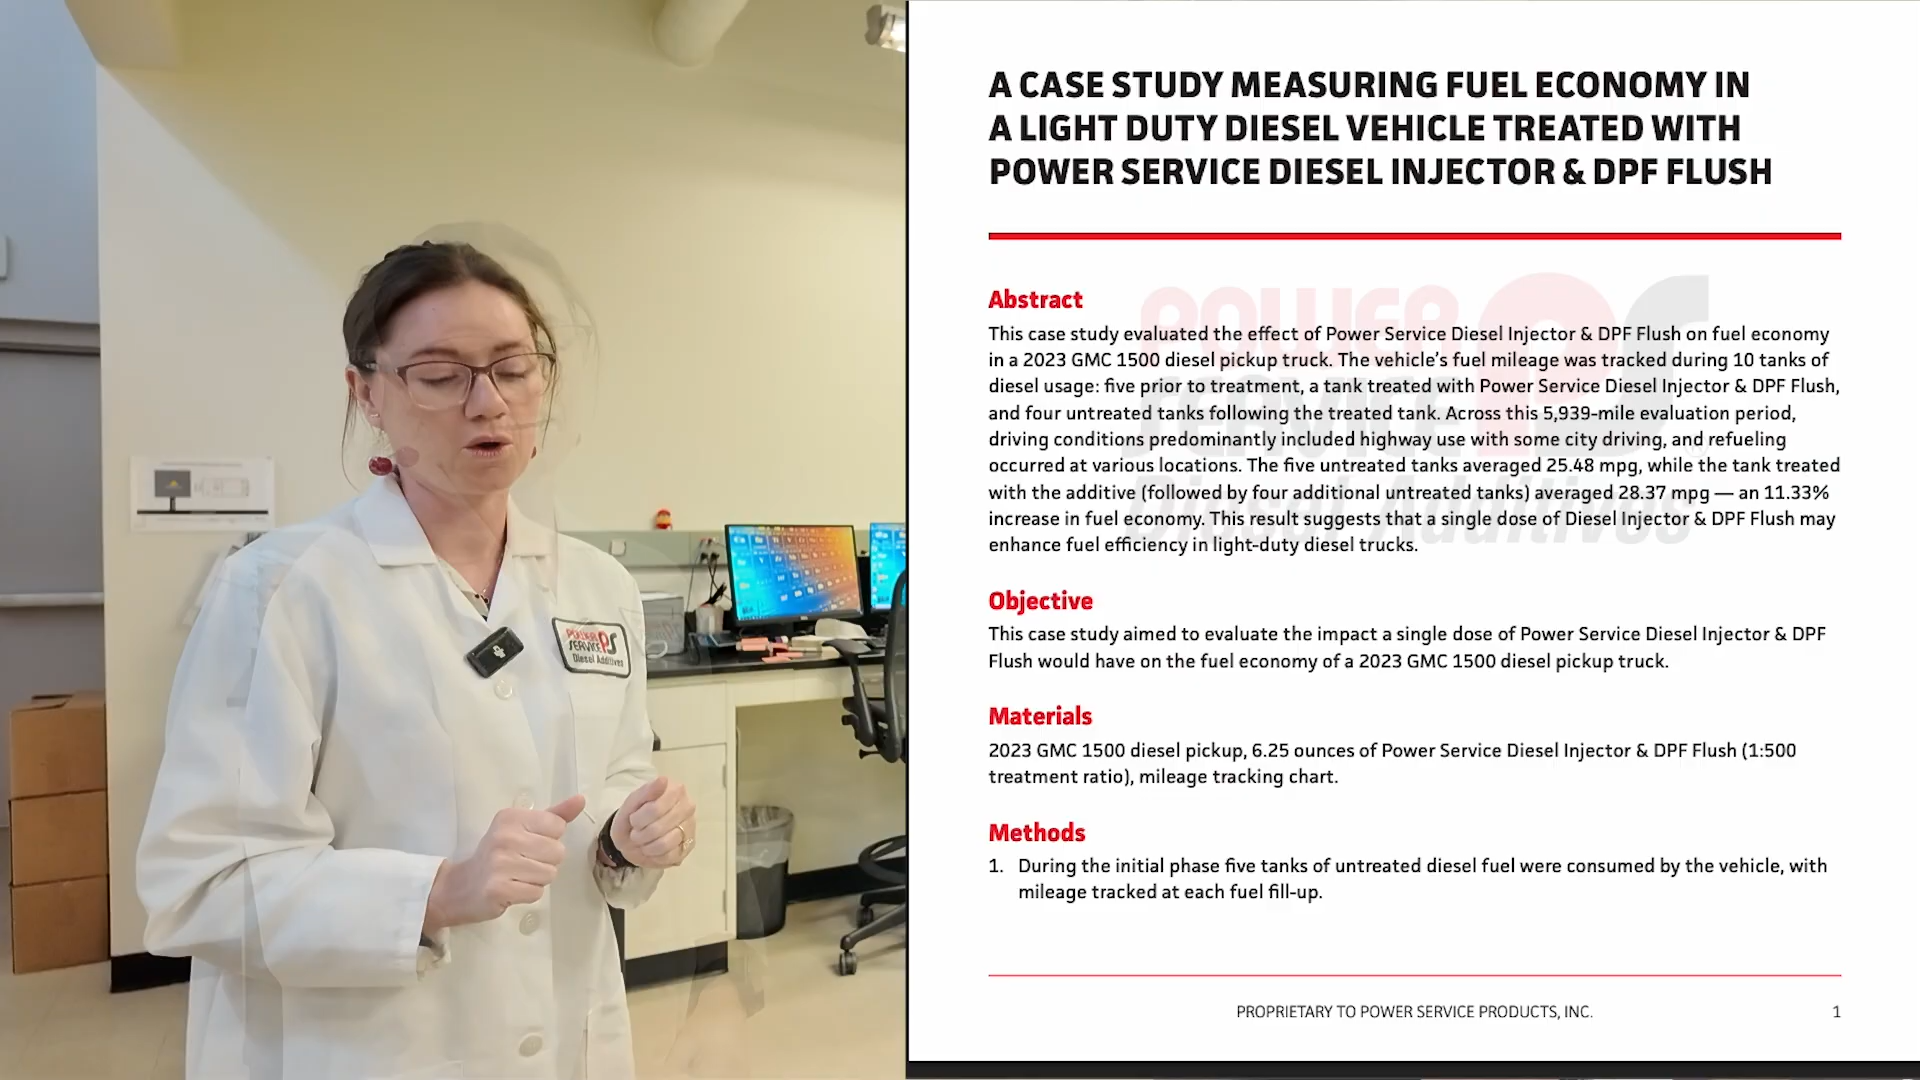 A CASE STUDY MEASURING FUEL ECONOMY IN
A LIGHT DUTY DIESEL VEHICLE TREATED WITH
POWER SERVICE DIESEL INJECTOR & DPF FLUSH
POWER
SERVICE
PS
®
Diesel Additives
Abstract
This case study evaluated the effect of Power Service Diesel Injector & DPF Flush on fuel economy
in a 2023 GMC 1500 diesel pickup truck. The vehicle’s fuel mileage was tracked during 10 tanks of
diesel usage: five prior to treatment, a tank treated with Power Service Diesel Injector & DPF Flush,
and four untreated tanks following the treated tank. Across this 5,939-mile evaluation period,
driving conditions predominantly included highway use with some city driving, and refueling
occurred at various locations. The five untreated tanks averaged 25.48 mpg, while the tank treated
with the additive (followed by four additional untreated tanks) averaged 28.37 mpg — an 11.33%
increase in fuel economy. This result suggests that a single dose of Diesel Injector & DPF Flush may
enhance fuel efficiency in light-duty diesel trucks.
Objective
This case study aimed to evaluate the impact a single dose of Power Service Diesel Injector & DPF
Flush would have on the fuel economy of a 2023 GMC 1500 diesel pickup truck.
Materials
2023 GMC 1500 diesel pickup, 6.25 ounces of Power Service Diesel Injector & DPF Flush (1:500
treatment ratio), mileage tracking chart.
Methods
1. During the initial phase five tanks of untreated diesel fuel were consumed by the vehicle, with
mileage tracked at each fuel fill-up.
PROPRIETARY TO POWER SERVICE PRODUCTS, INC.
1
POWER
SERVICE
PS
Diesel Additives